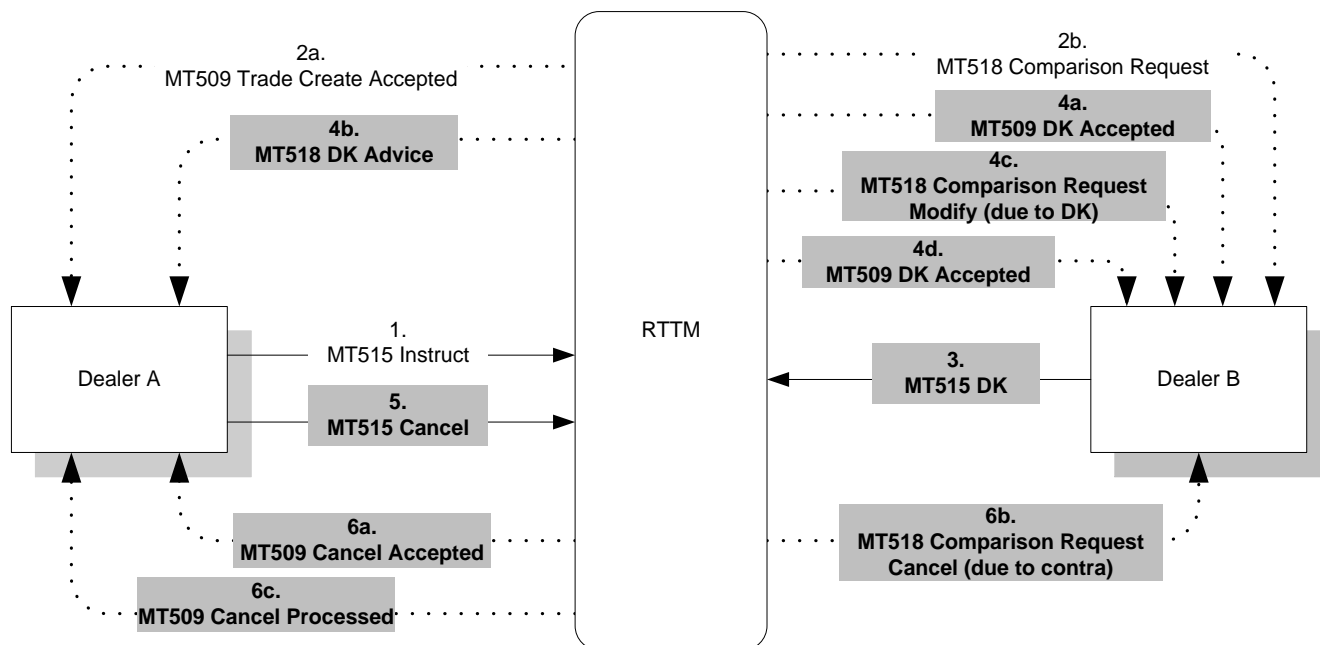 2a.
MT509 Trade Create Accepted
4b.
MT518 DK Advice
2b.
MT518 Comparison Request
4a.
MT509 DK Accepted
4c.
MT518 Comparison Request
Modify (due to DK)
4d.
MT509 DK Accepted
RTTM
Dealer A
1.
MT515 Instruct
5.
MT515 Cancel
3.
MT515 DK
Dealer B
6a.
MT509 Cancel Accepted
6c.
MT509 Cancel Processed
6b.
MT518 Comparison Request
Cancel (due to contra)